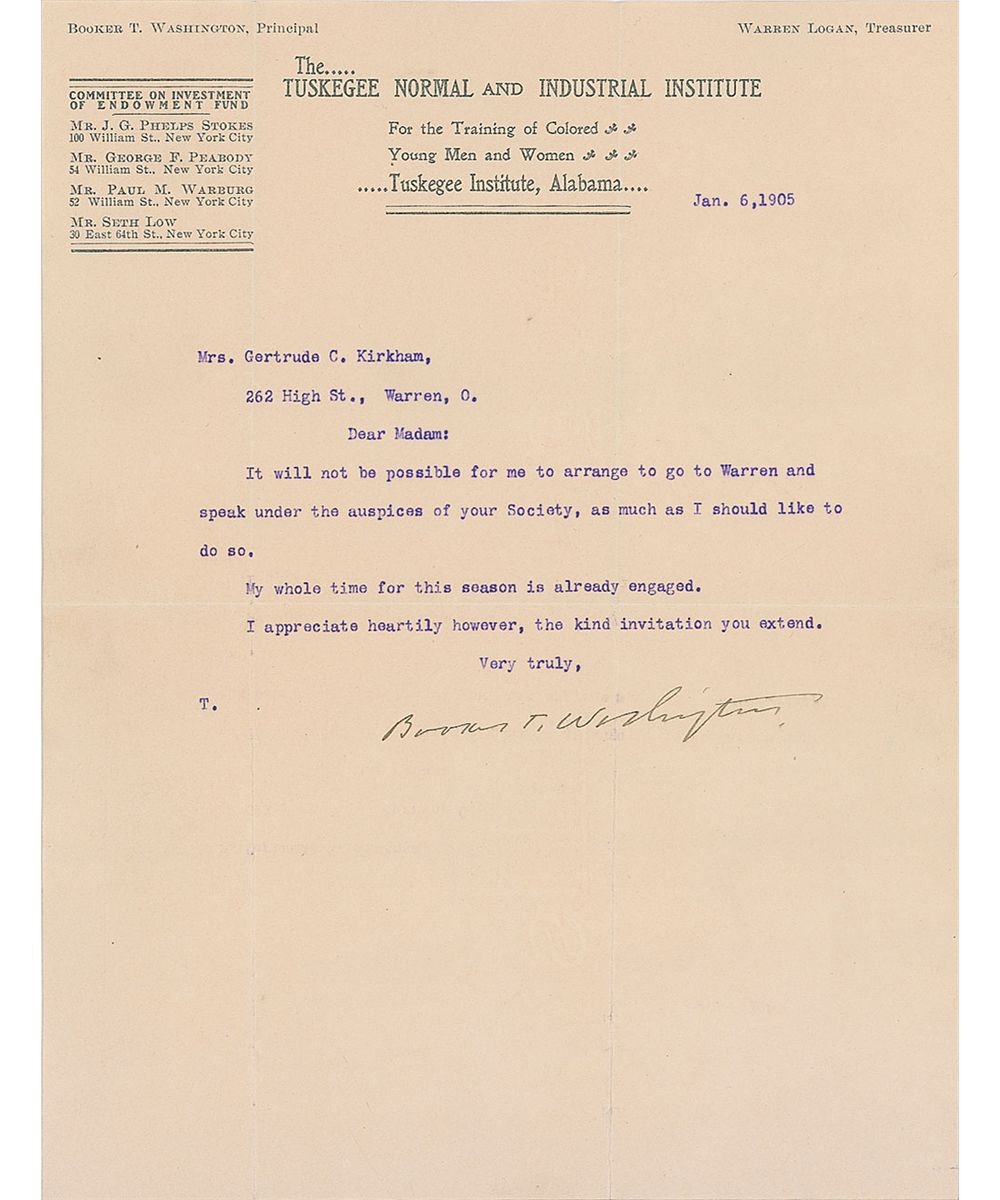 BOOKER T. WASHINGTON, Principal
WARREN LOGAN, Treasurer
The.....
TUSKEGEE NORMAL AND INDUSTRIAL INSTITUTE
For the Training of Colored
Young Men and Women
.....Tuskegee Institute, Alabama....
COMMITTEE ON INVESTMENT
OF ENDOWMENT FUND
MR. J. G. PHELPS STOKES
100 William St., New York City
MR. GEORGE F. PEABODY
54 William St., New York City
MR. PAUL M. WARBURG
52 William St., New York City
MR. SETH LOW
30 East 64th St., New York City
Jan. 6,1905
Mrs. Gertrude C. Kirkham,
262 High St., Warren, O.
Dear Madam:
It will not be possible for me to arrange to go to Warren and
speak under the auspices of your Society, as much as I should like to
do so.
My whole time for this season is already engaged.
I appreciate heartily however, the kind invitation you extend.
Very truly,
T.
Booker T. Washington